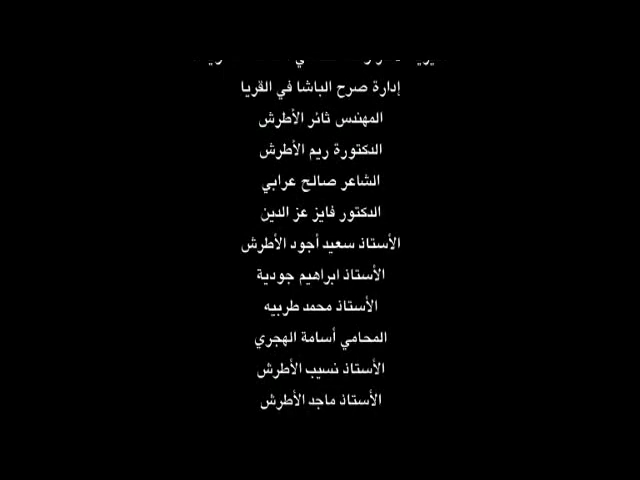 إدارة صرح الباشا في القريا
المهندس ثائر الأطرش
الدكتورة ريم الأطرش
الشاعر صالح عرابي
الدكتور فايز عز الدين
الأستاذ سعيد أجود الأطرش
الأستاذ ابراهيم جودية
الأستاذ محمد طربيه
المحامي أسامة الهجري
الأستاذ نسيب الأطرش
الأستاذ ماجد الأطرش